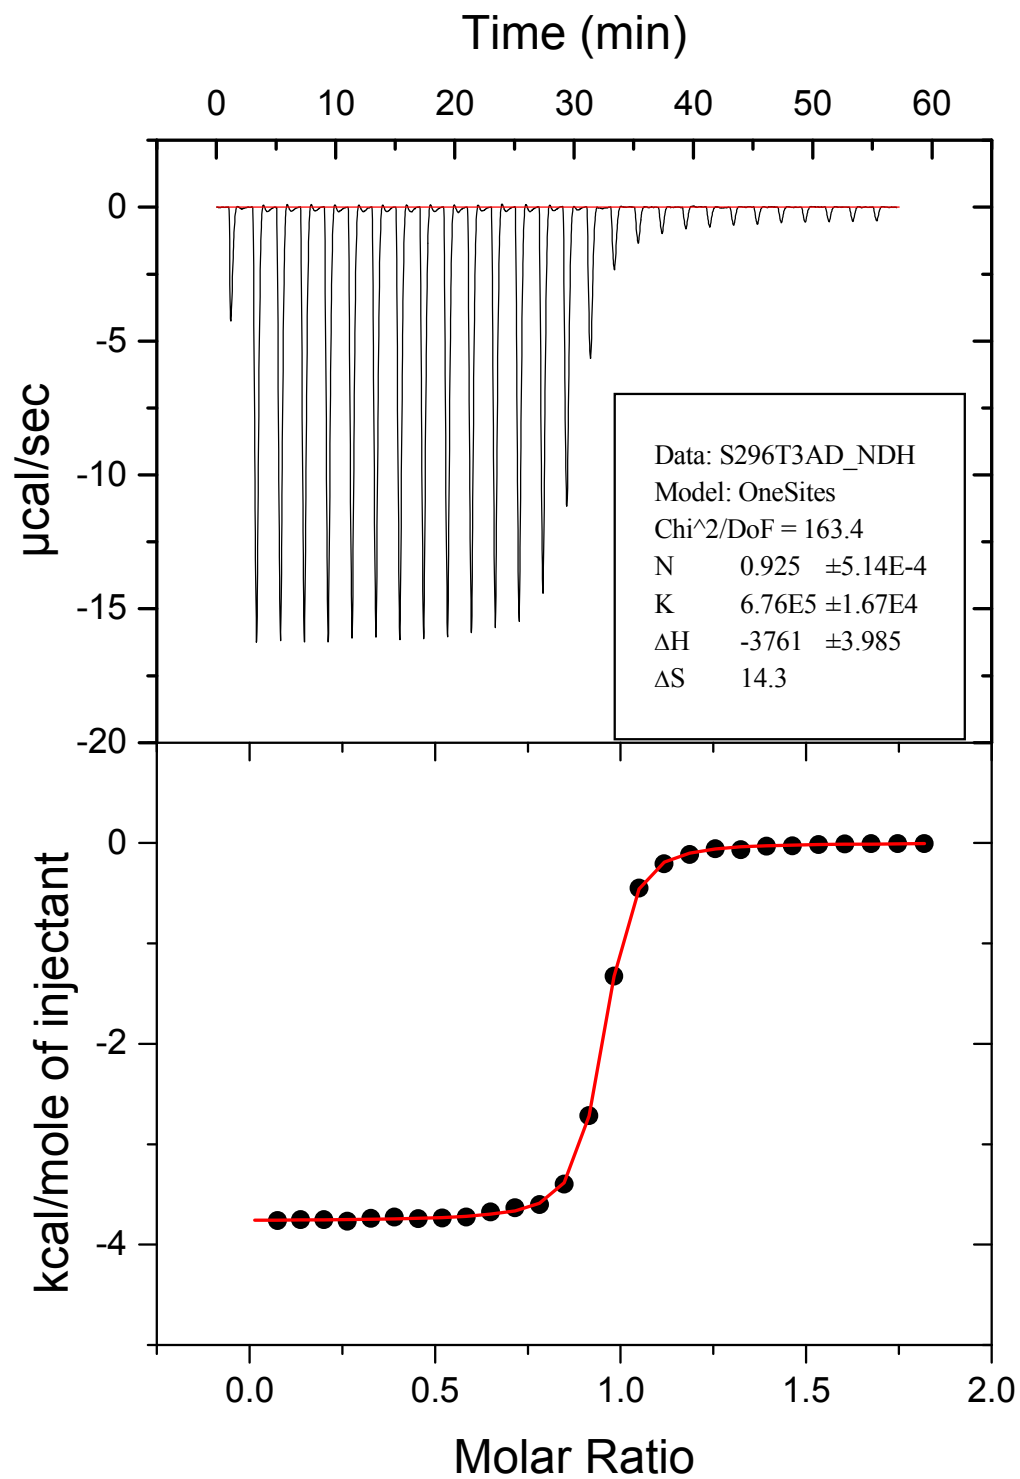 Time (min)
0 10 20 30 40 50 60
0
-5
-10
-15
-20
µcal/sec
Data: S296T3AD_NDH
Model: OneSites
Chi^2/DoF = 163.4
N 0.925 ±5.14E-4
K 6.76E5 ±1.67E4
ΔH -3761 ±3.985
ΔS 14.3
0
-2
-4
kcal/mole of injectant
0.0 0.5 1.0 1.5 2.0
Molar Ratio